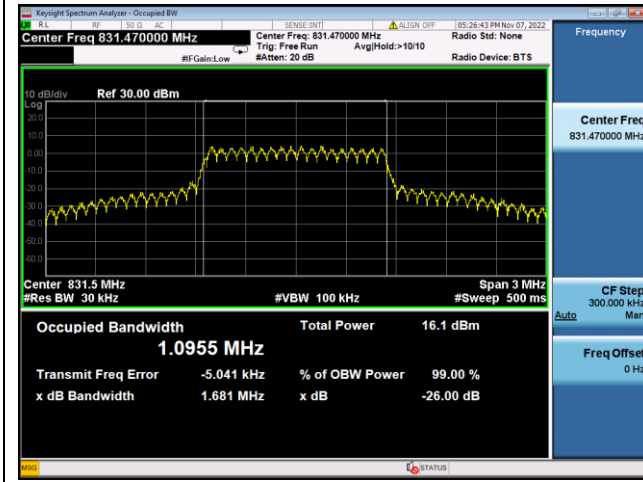 Keysight Spectrum Analyzer - Occupied BW
RL RF 50 Ω AC SENSE:INT ALIGN OFF 05:26:43 PM Nov 07, 2022
Center Freq 831.470000 MHz
Center Freq: 831.470000 MHz
Radio Std: None
Trig: Free Run Avg|Hold:>10/10
#IFGain:Low #Atten: 20 dB Radio Device: BTS
10 dB/div Ref 30.00 dBm
Log
20.0
10.0
0.00
-10.0
-20.0
-30.0
-40.0
-50.0
-60.0
Center 831.5 MHz Span 3 MHz
#Res BW 30 kHz #VBW 100 kHz #Sweep 500 ms
Occupied Bandwidth Total Power 16.1 dBm
1.0955 MHz
Transmit Freq Error -5.041 kHz % of OBW Power 99.00 %
x dB Bandwidth 1.681 MHz x dB -26.00 dB
MSG STATUS
Frequency
Center Freq
831.470000 MHz
CF Step
300.000 kHz
Auto Man
Freq Offset
0 Hz